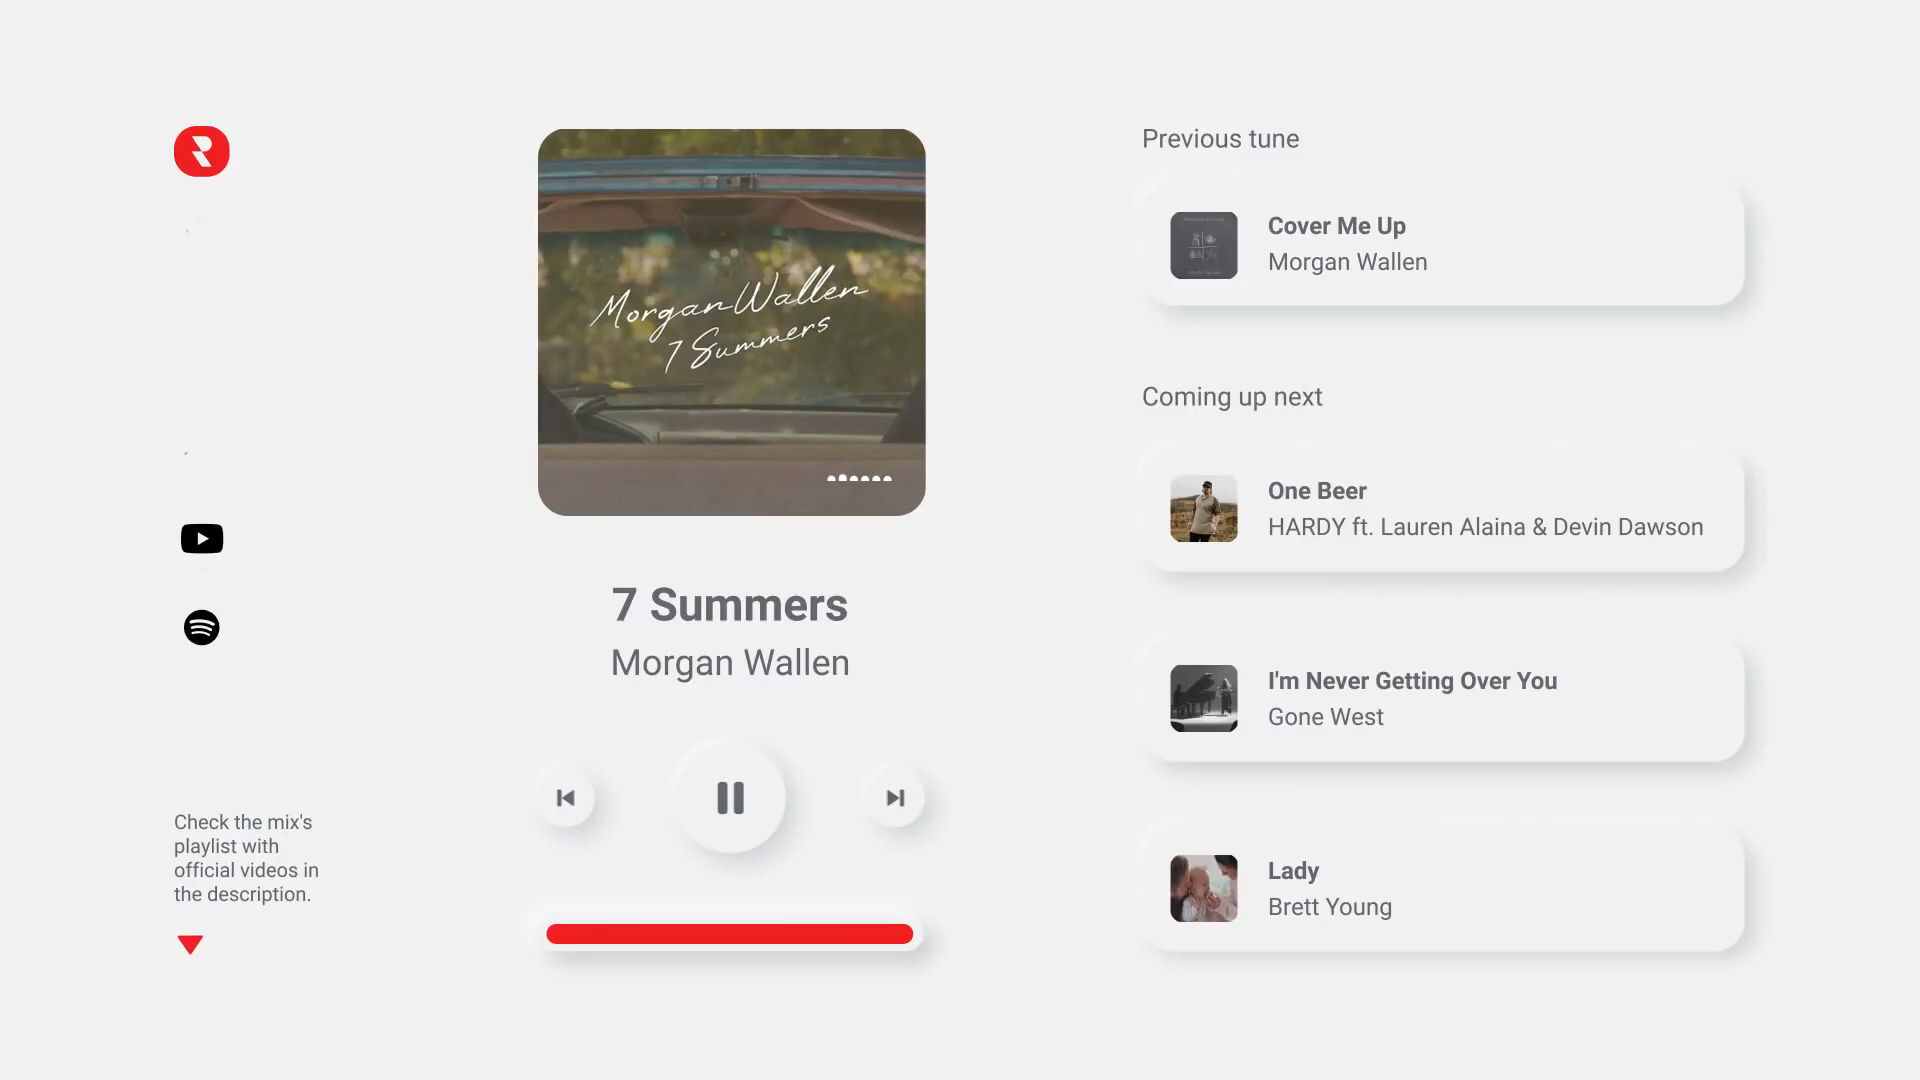 Morgan Wallen
7 Summers
7 Summers
Morgan Wallen
Previous tune
Cover Me Up
Morgan Wallen
Coming up next
One Beer
HARDY ft. Lauren Alaina & Devin Dawson
I'm Never Getting Over You
Gone West
Lady
Brett Young
Check the mix's
playlist with
official videos in
the description.